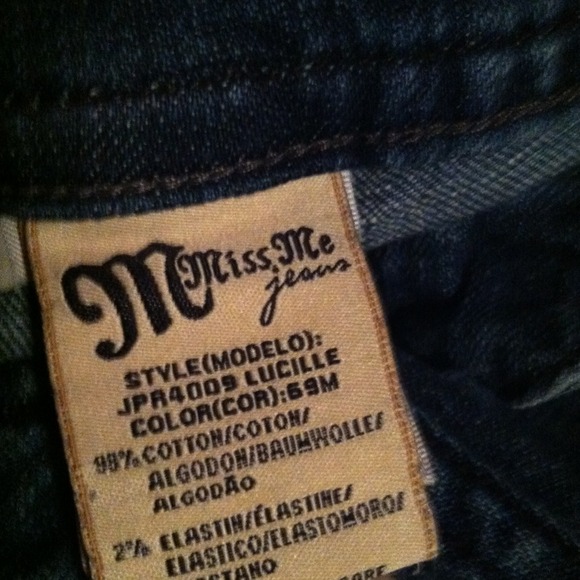 M Miss Me
jeans
STYLE(MODELO):
JPR4009 LUCILLE
COLOR(COR):69M
98% COTTON/COTON/
ALGODON/BAUMWOLLE/
ALGODÃO
2% ELASTIN/ÉLASTINE/
ELASTICO/ELASTOMORO/